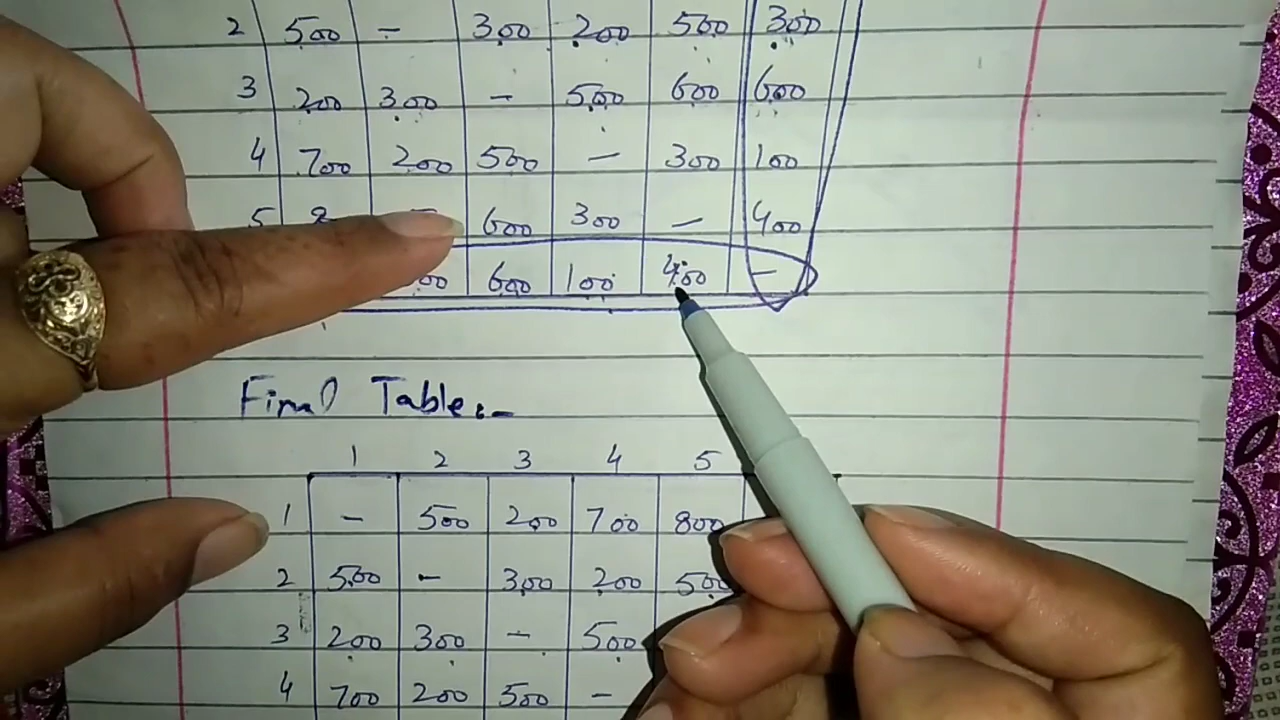 2 500 - 300 200 500 300
3 200 300 - 500 600 600
4 700 200 500 - 300 100
5 600 300 - 400
600 100 400 -
Final Table:-
1 2 3 4 5
1 - 500 200 700 800
2 500 - 300 200 500
3 200 300 - 500
4 700 200 500 -